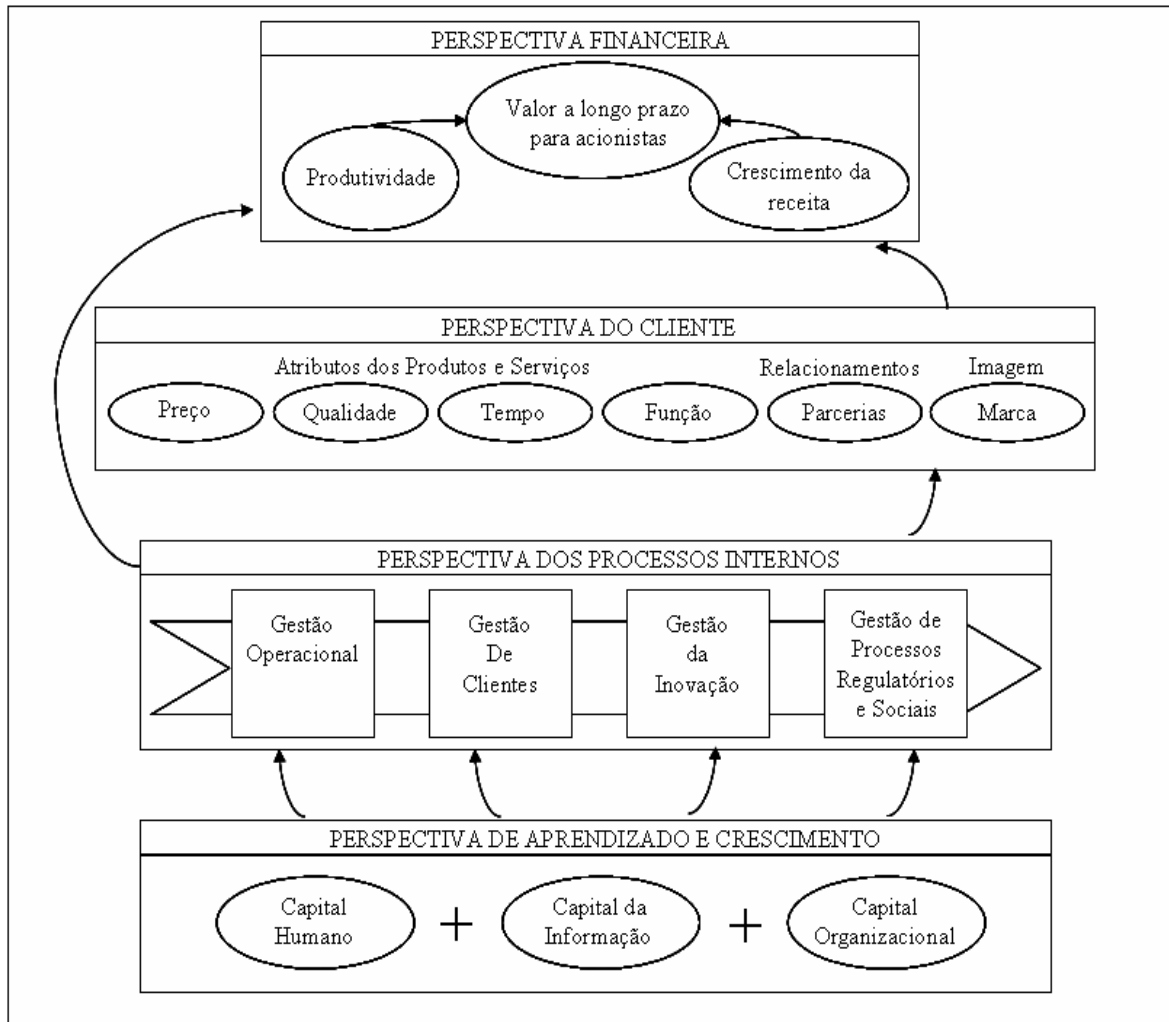 PERSPECTIVA FINANCEIRA
Valor a longo prazo
para acionistas
Produtividade
Crescimento da
receita
PERSPECTIVA DO CLIENTE
Atributos dos Produtos e Serviços
Relacionamentos
Imagem
Preço
Qualidade
Tempo
Função
Parcerias
Marca
PERSPECTIVA DOS PROCESSOS INTERNOS
Gestão
Operacional
Gestão
De
Clientes
Gestão
da
Inovação
Gestão de
Processos
Regulatórios
e Sociais
PERSPECTIVA DE APRENDIZADO E CRESCIMENTO
Capital
Humano
+
Capital da
Informação
+
Capital
Organizacional